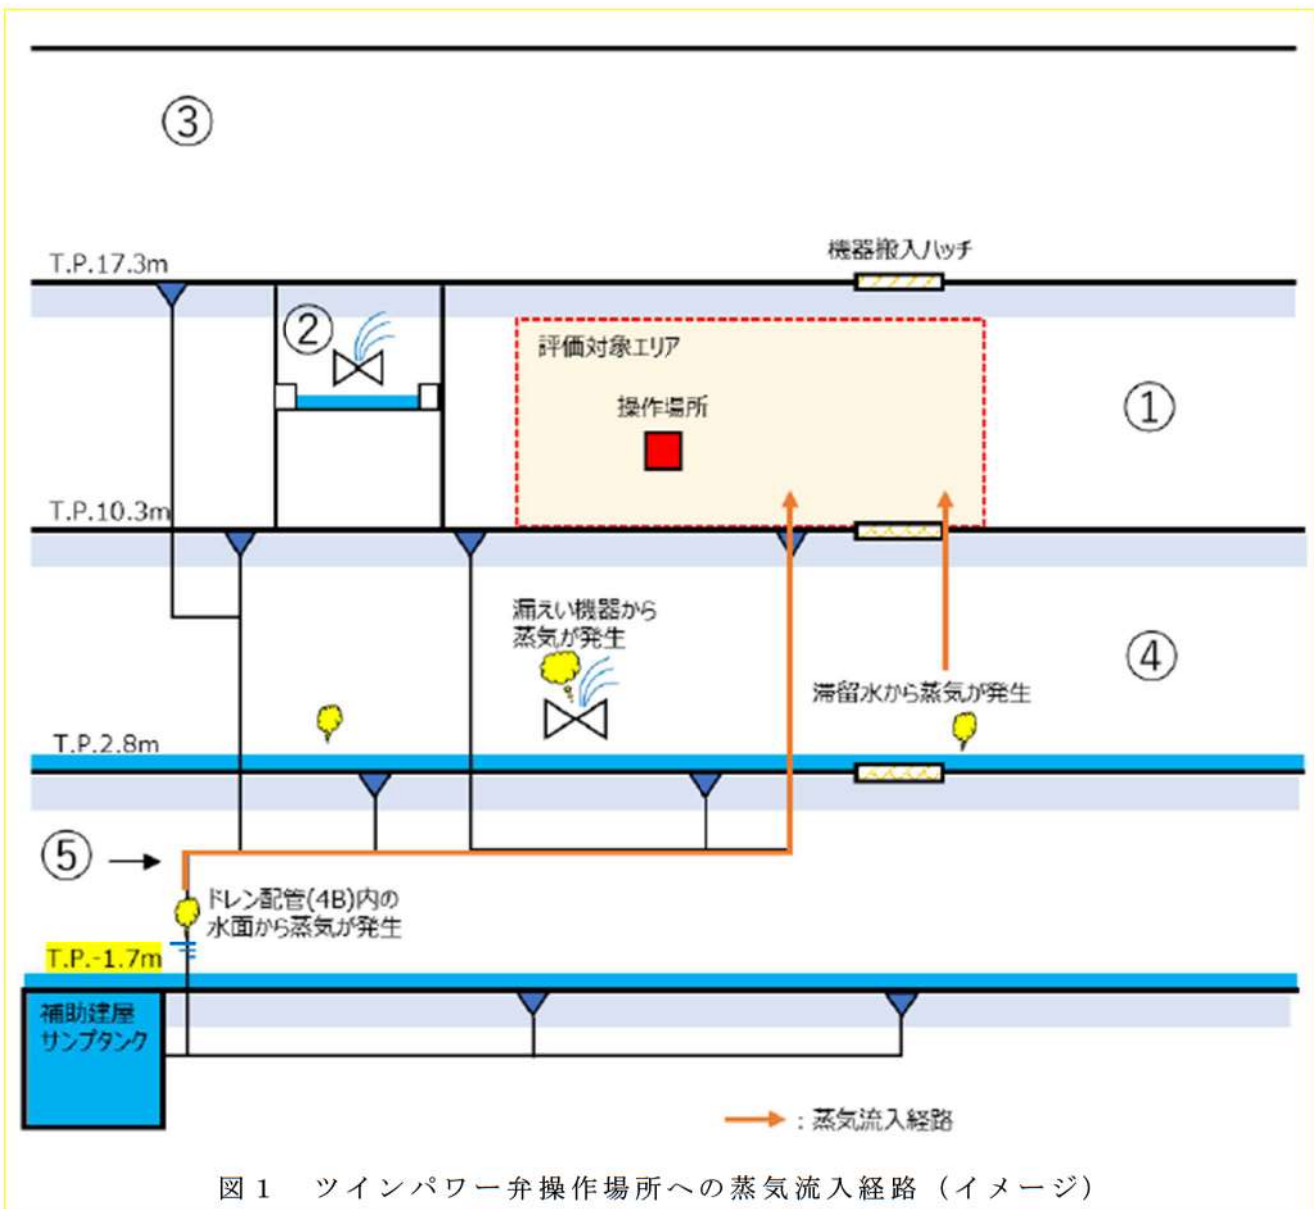 ③
T.P.17.3m
機器搬入ハッチ
②
評価対象エリア
操作場所
①
T.P.10.3m
漏えい機器から
蒸気が発生
④
滞留水から蒸気が発生
T.P.2.8m
⑤
ドレン配管(4B)内の
水面から蒸気が発生
T.P.-1.7m
補助建屋
サンプタンク
：蒸気流入経路
図1 ツインパワー弁操作場所への蒸気流入経路（イメージ）